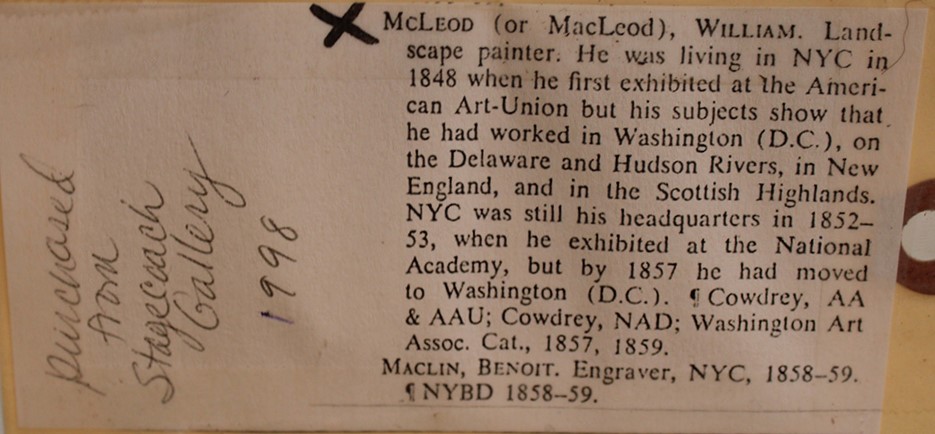 purchased
from
Stagecoach
Gallery
1998
X McLEOD (or MacLeod), WILLIAM. Land-
scape painter. He was living in NYC in
1848 when he first exhibited at the Ameri-
can Art-Union but his subjects show that
he had worked in Washington (D.C.), on
the Delaware and Hudson Rivers, in New
England, and in the Scottish Highlands.
NYC was still his headquarters in 1852–
53, when he exhibited at the National
Academy, but by 1857 he had moved
to Washington (D.C.). ¶ Cowdrey, AA
& AAU; Cowdrey, NAD; Washington Art
Assoc. Cat., 1857, 1859.
MACLIN, BENOIT. Engraver, NYC, 1858–59.
¶ NYBD 1858–59.